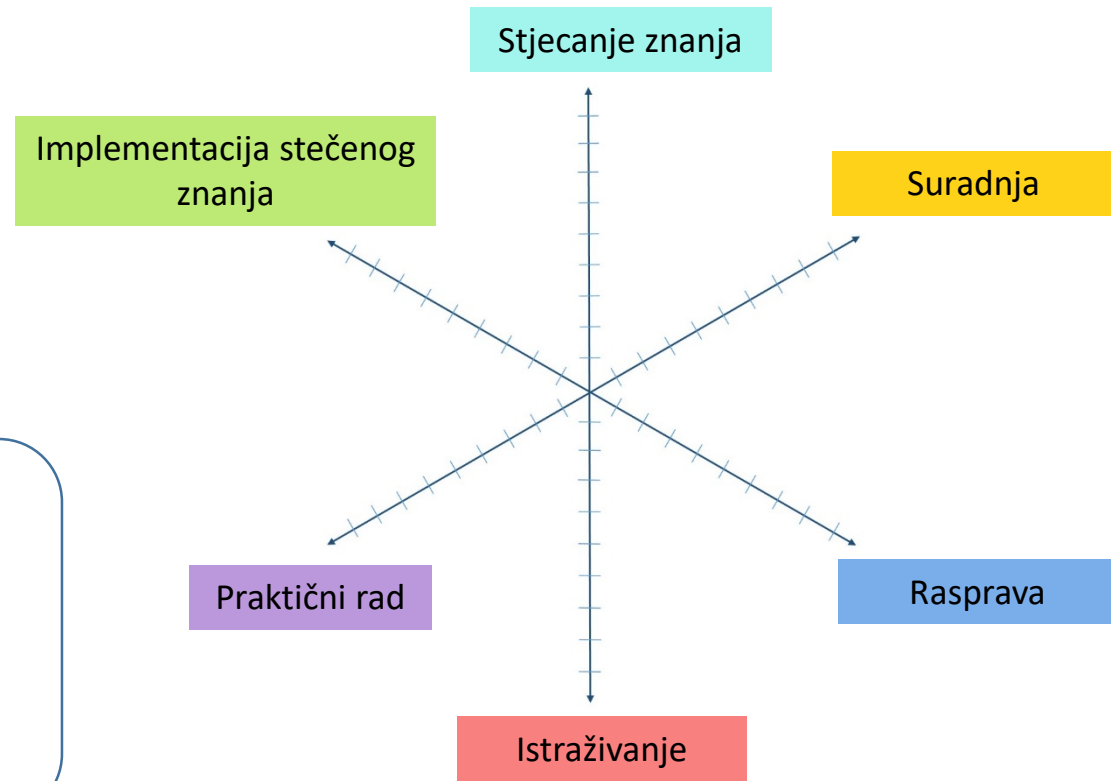 Stjecanje znanja
Implementacija stečenog
znanja
Suradnja
Praktični rad
Rasprava
Istraživanje